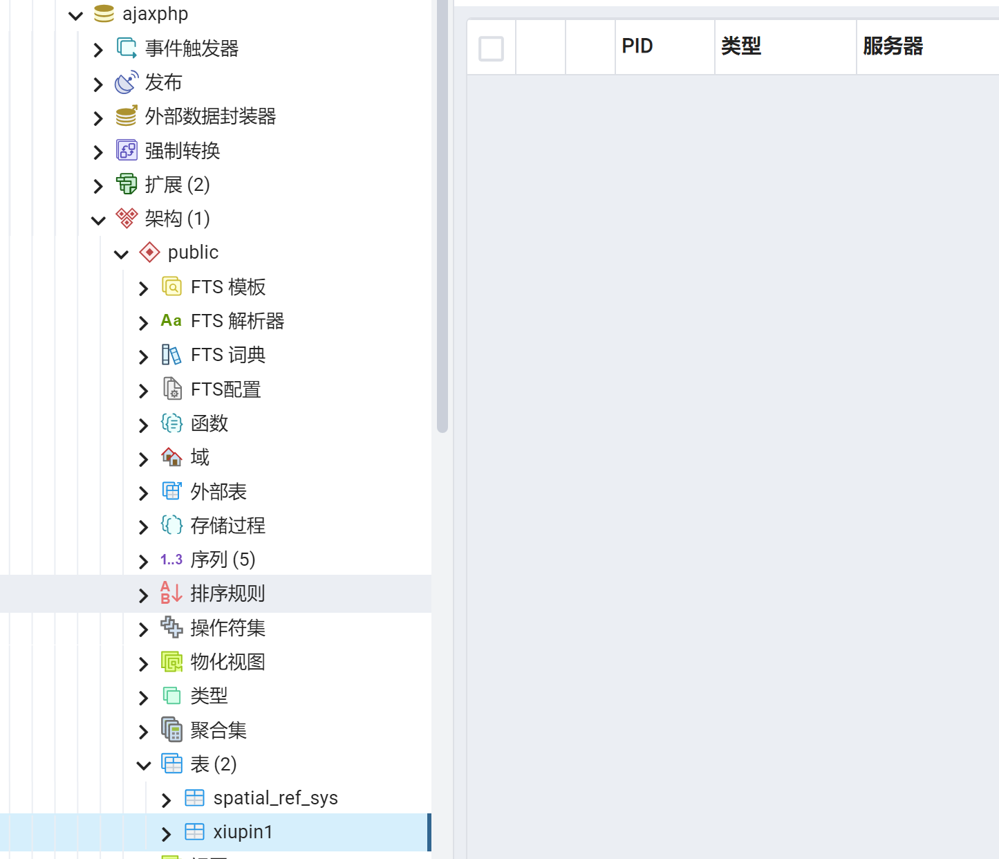 ajaxphp
事件触发器
发布
外部数据封装器
强制转换
扩展 (2)
架构 (1)
public
FTS 模板
Aa FTS 解析器
FTS 词典
FTS配置
函数
域
外部表
存储过程
1..3 序列 (5)
AB 排序规则
操作符集
物化视图
类型
聚合集
表 (2)
spatial_ref_sys
xiupin1
PID 类型 服务器